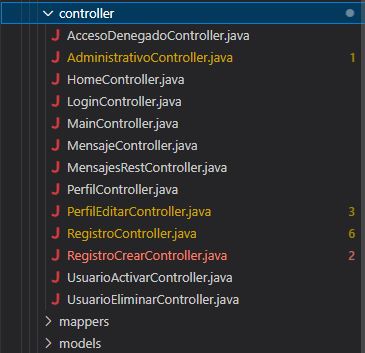 controller
AccesoDenegadoController.java
AdministrativoController.java 1
HomeController.java
LoginController.java
MainController.java
MensajeController.java
MensajesRestController.java
PerfilController.java
PerfilEditarController.java 3
RegistroController.java 6
RegistroCrearController.java 2
UsuarioActivarController.java
UsuarioEliminarController.java
mappers
models